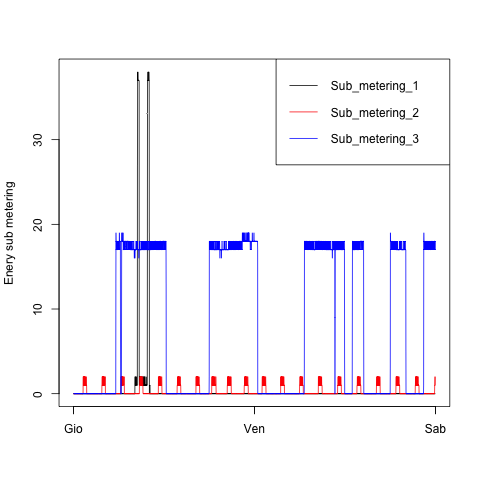 Sub_metering_1
Sub_metering_2
Sub_metering_3
Enery sub metering
30
20
10
0
Gio Ven Sab